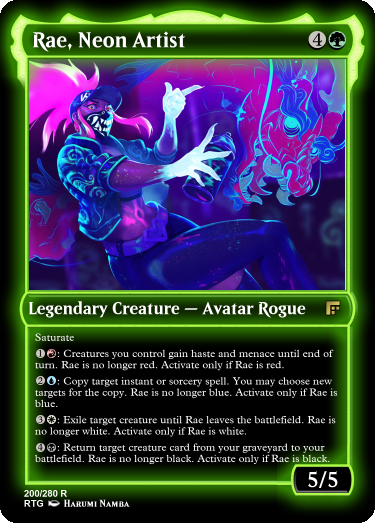 Rae, Neon Artist 4
Legendary Creature — Avatar Rogue
Saturate
1: Creatures you control gain haste and menace until end of
turn. Rae is no longer red. Activate only if Rae is red.
2: Copy target instant or sorcery spell. You may choose new
targets for the copy. Rae is no longer blue. Activate only if Rae is
blue.
3: Exile target creature until Rae leaves the battlefield. Rae is
no longer white. Activate only if Rae is white.
4: Return target creature card from your graveyard to your
battlefield. Rae is no longer black. Activate only if Rae is black.
5/5
200/280 R
RTG Harumi Namba